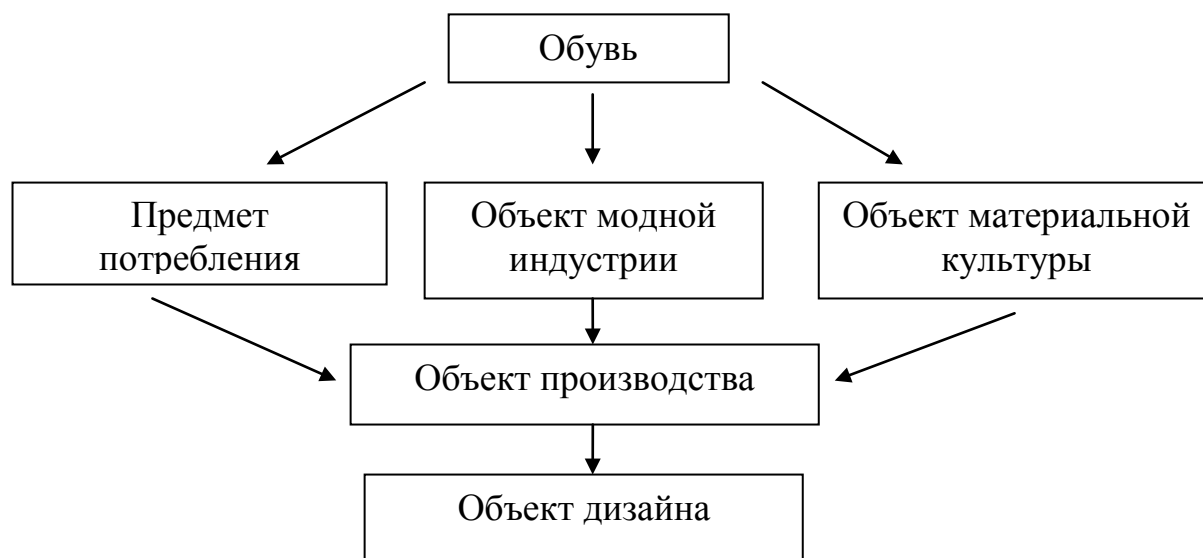 Обувь
Предмет
потребления
Объект модной
индустрии
Объект материальной
культуры
Объект производства
Объект дизайна